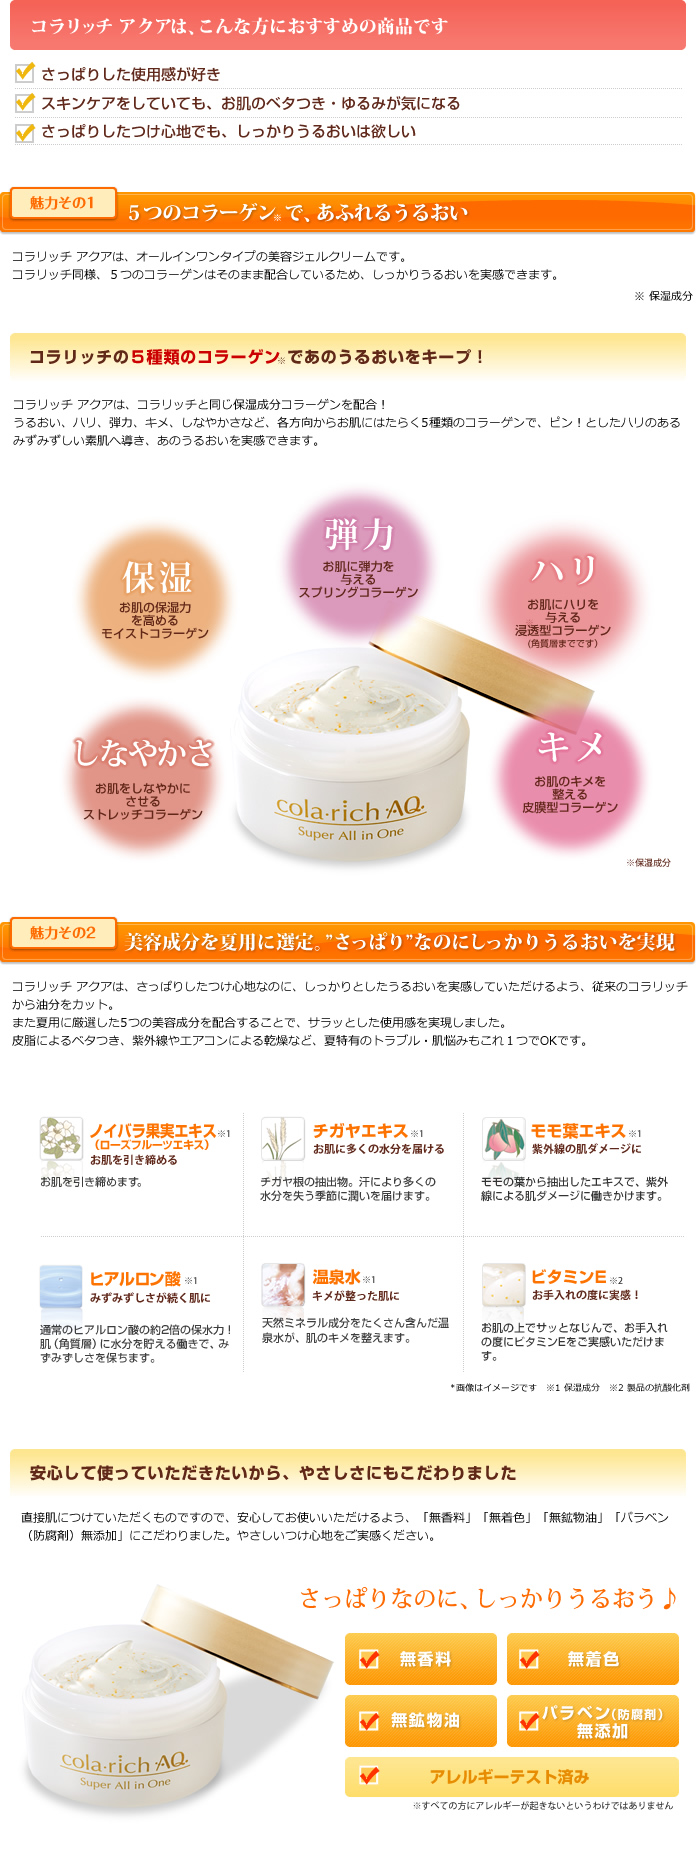 コラリッチ アクアは、こんな方におすすめの商品です
さっぱりした使用感が好き
スキンケアをしていても、お肌のベタつき・ゆるみが気になる
さっぱりしたつけ心地でも、しっかりうるおいは欲しい
魅力その1
５つのコラーゲン※で、あふれるうるおい
コラリッチ アクアは、オールインワンタイプの美容ジェルクリームです。
コラリッチ同様、５つのコラーゲンはそのまま配合しているため、しっかりうるおいを実感できます。
※ 保湿成分
コラリッチの５種類のコラーゲン※であのうるおいをキープ！
コラリッチ アクアは、コラリッチと同じ保湿成分コラーゲンを配合！
うるおい、ハリ、弾力、キメ、しなやかさなど、各方向からお肌にはたらく5種類のコラーゲンで、ピン！としたハリのある
みずみずしい素肌へ導き、あのうるおいを実感できます。
弾力
お肌に弾力を
与える
スプリングコラーゲン
保湿
お肌の保湿力
を高める
モイストコラーゲン
ハリ
お肌にハリを
与える
浸透型コラーゲン
(角質層までです)
しなやかさ
お肌をしなやかに
させる
ストレッチコラーゲン
キメ
お肌のキメを
整える
皮膜型コラーゲン
cola·rich AQ.
Super All in One
※保湿成分
魅力その2
美容成分を夏用に選定。”さっぱり”なのにしっかりうるおいを実現
コラリッチ アクアは、さっぱりしたつけ心地なのに、しっかりとしたうるおいを実感していただけるよう、従来のコラリッチ
から油分をカット。
また夏用に厳選した5つの美容成分を配合することで、サラッとした使用感を実現しました。
皮脂によるベタつき、紫外線やエアコンによる乾燥など、夏特有のトラブル・肌悩みもこれ１つでOKです。
ノイバラ果実エキス※1
（ローズフルーツエキス）
お肌を引き締める
お肌を引き締めます。
チガヤエキス※1
お肌に多くの水分を届ける
チガヤ根の抽出物。汗により多くの
水分を失う季節に潤いを届けます。
モモ葉エキス※1
紫外線の肌ダメージに
モモの葉から抽出したエキスで、紫外
線による肌ダメージに働きかけます。
ヒアルロン酸 ※1
みずみずしさが続く肌に
通常のヒアルロン酸の約2倍の保水力！
肌（角質層）に水分を貯える働きで、み
ずみずしさを保ちます。
温泉水※1
キメが整った肌に
天然ミネラル成分をたくさん含んだ温
泉水が、肌のキメを整えます。
ビタミンE※2
お手入れの度に実感！
お肌の上でサッとなじんで、お手入れ
の度にビタミンEをご実感いただけま
す。
*画像はイメージです　※1 保湿成分　※2 製品の抗酸化剤
安心して使っていただきたいから、やさしさにもこだわりました
直接肌につけていただくものですので、安心してお使いいただけるよう、「無香料」「無着色」「無鉱物油」「パラベン
（防腐剤）無添加」にこだわりました。やさしいつけ心地をご実感ください。
さっぱりなのに、しっかりうるおう♪
無香料
無着色
無鉱物油
パラベン(防腐剤)
無添加
アレルギーテスト済み
※すべての方にアレルギーが起きないというわけではありません
cola·rich AQ.
Super All in One